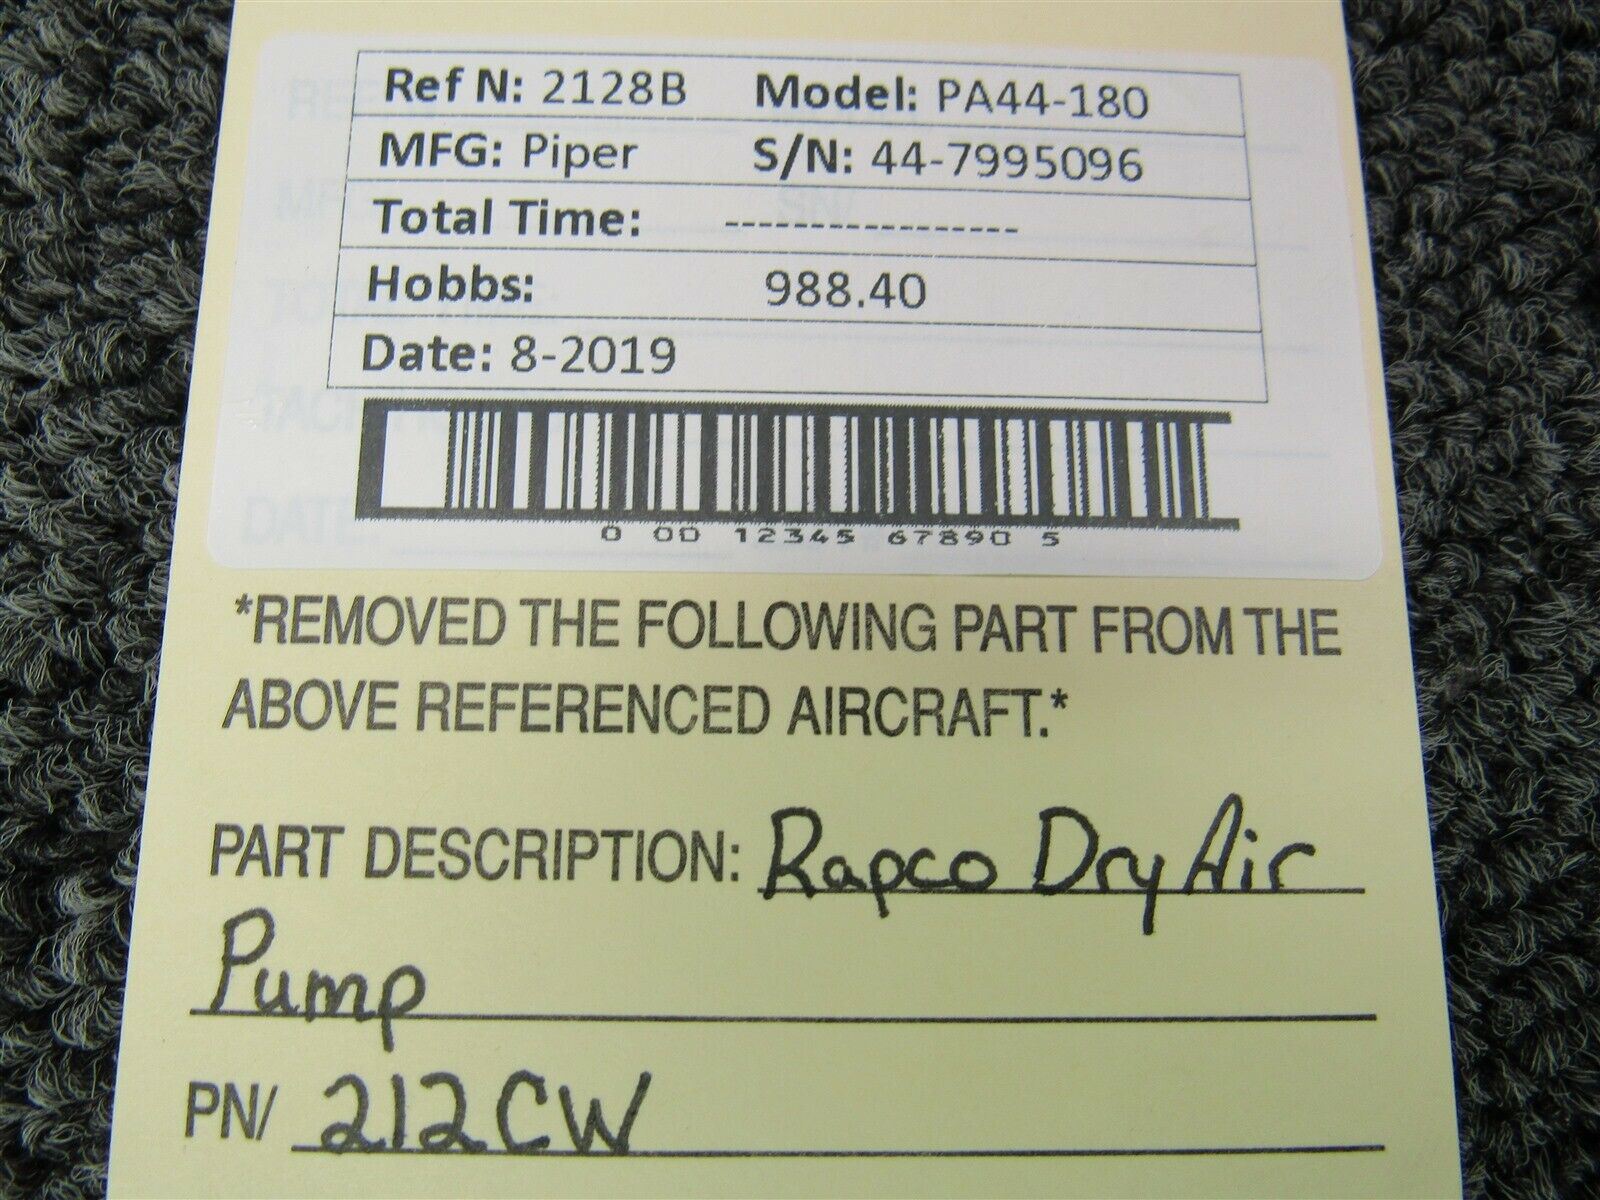 Ref N: 2128B Model: PA44-180
MFG: Piper S/N: 44-7995096
Total Time: -----------------
Hobbs: 988.40
Date: 8-2019
0 00 12345 67890 5
*REMOVED THE FOLLOWING PART FROM THE
ABOVE REFERENCED AIRCRAFT.*
PART DESCRIPTION: Rapco Dry Air
Pump
PN/ 212CW